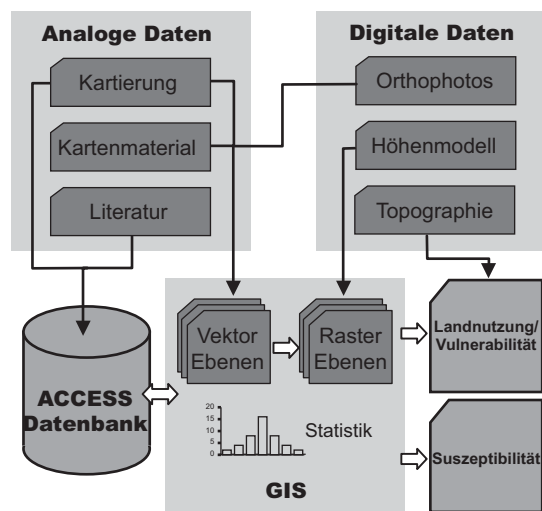 Analoge Daten
Kartierung
Kartenmaterial
Literatur
Digitale Daten
Orthophotos
Höhenmodell
Topographie
ACCESS
Datenbank
Vektor
Ebenen
Raster
Ebenen
20
15
10
5
0
Statistik
GIS
Landnutzung/
Vulnerabilität
Suszeptibilität